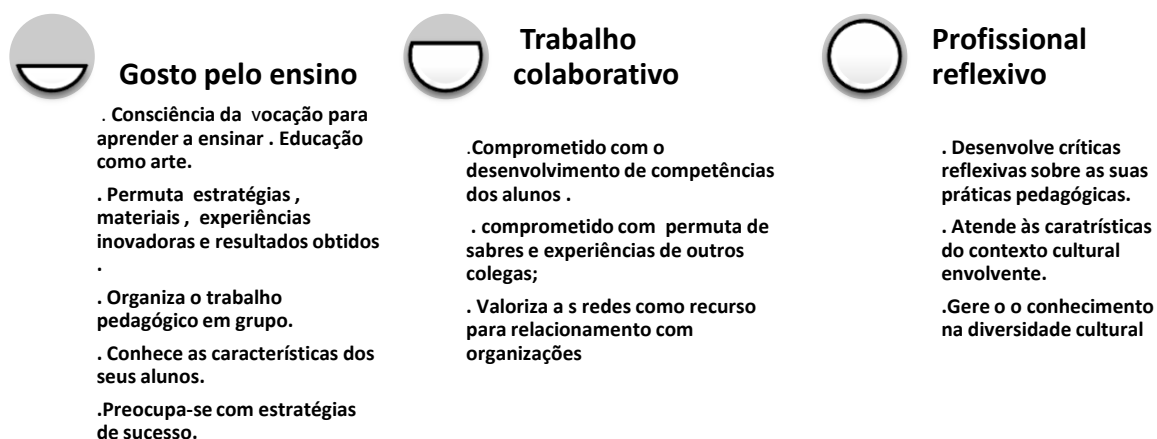 Gosto pelo ensino
. Consciência da vocação para
aprender a ensinar . Educação
como arte.
. Permuta estratégias ,
materiais , experiências
inovadoras e resultados obtidos
.
. Organiza o trabalho
pedagógico em grupo.
. Conhece as características dos
seus alunos.
.Preocupa-se com estratégias
de sucesso.
Trabalho
colaborativo
.Comprometido com o
desenvolvimento de competências
dos alunos .
. comprometido com permuta de
sabres e experiências de outros
colegas;
. Valoriza a s redes como recurso
para relacionamento com
organizações
Profissional
reflexivo
. Desenvolve críticas
reflexivas sobre as suas
práticas pedagógicas.
. Atende às caratrísticas
do contexto cultural
envolvente.
.Gere o o conhecimento
na diversidade cultural